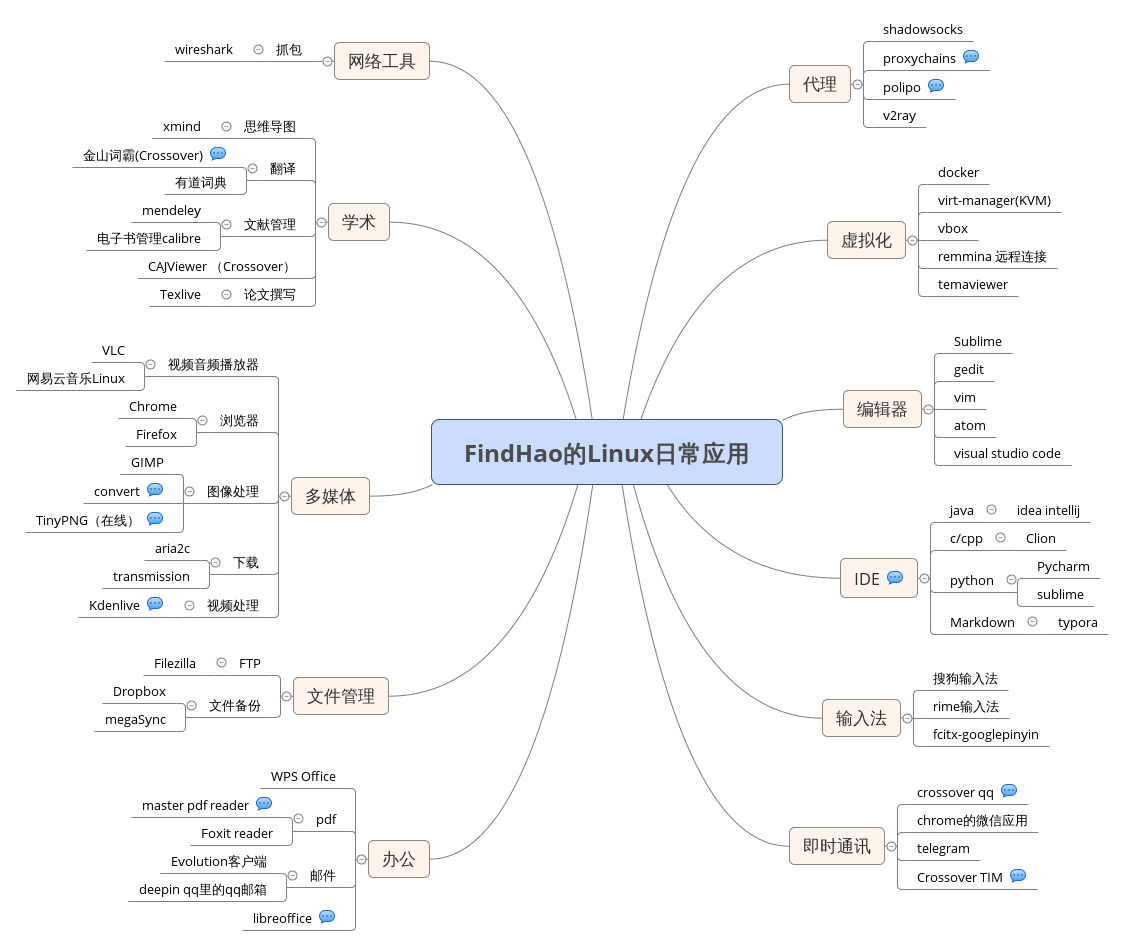 FindHao的Linux日常应用
网络工具
抓包
wireshark
学术
思维导图
xmind
翻译
金山词霸(Crossover)
有道词典
文献管理
mendeley
电子书管理calibre
CAJViewer （Crossover）
论文撰写
Texlive
多媒体
视频音频播放器
VLC
网易云音乐Linux
浏览器
Chrome
Firefox
图像处理
GIMP
convert
TinyPNG（在线）
下载
aria2c
transmission
视频处理
Kdenlive
文件管理
FTP
Filezilla
文件备份
Dropbox
megaSync
办公
WPS Office
pdf
master pdf reader
Foxit reader
邮件
Evolution客户端
deepin qq里的qq邮箱
libreoffice
代理
shadowsocks
proxychains
polipo
v2ray
虚拟化
docker
virt-manager(KVM)
vbox
remmina 远程连接
temaviewer
编辑器
Sublime
gedit
vim
atom
visual studio code
IDE
java
idea intellij
c/cpp
Clion
python
Pycharm
sublime
Markdown
typora
输入法
搜狗输入法
rime输入法
fcitx-googlepinyin
即时通讯
crossover qq
chrome的微信应用
telegram
Crossover TIM